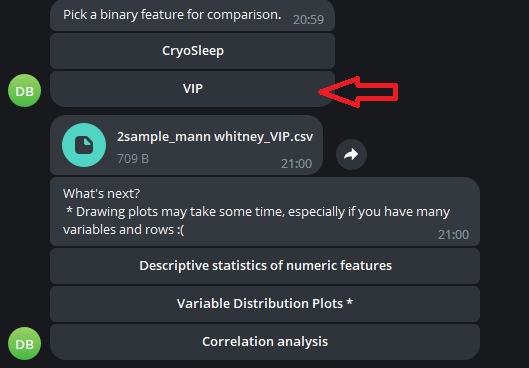 Pick a binary feature for comparison. 20:59
CryoSleep
VIP
DB
2sample_mann whitney_VIP.csv
709 B 21:00
What's next?
* Drawing plots may take some time, especially if you have many
variables and rows :( 21:00
Descriptive statistics of numeric features
Variable Distribution Plots *
Correlation analysis
DB